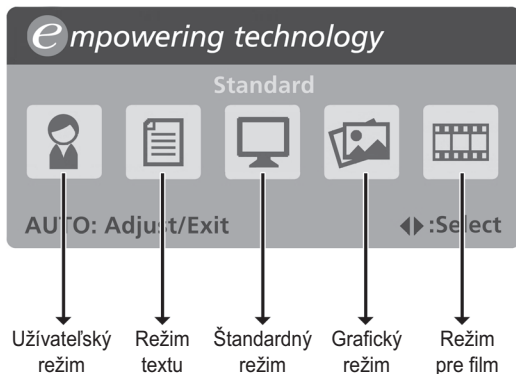 empowering technology
Standard
AUTO: Adjust/Exit
:Select
Užívateľský režim
Režim textu
Štandardný režim
Grafický režim
Režim pre film